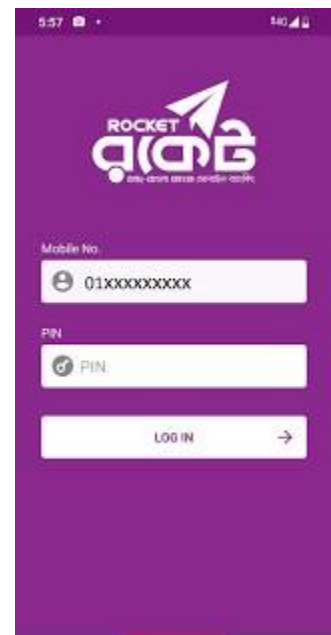 5:57
ROCKET
রকেট
Mobile No.
01xxxxxxxxx
PIN
PIN
LOG IN